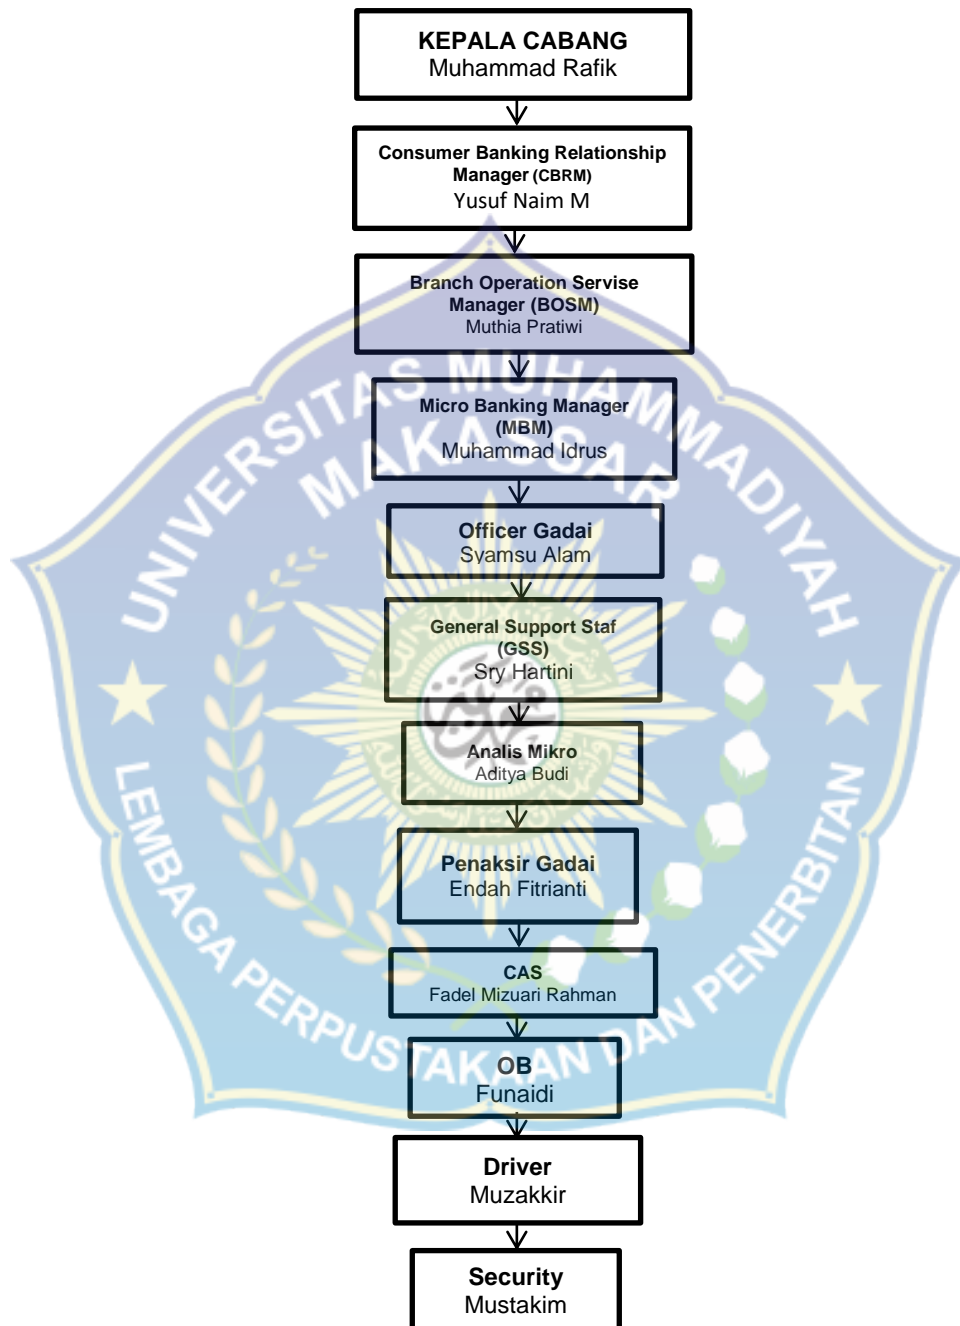 KEPALA CABANG
Muhammad Rafik
Consumer Banking Relationship
Manager (CBRM)
Yusuf Naim M
Branch Operation Servise
Manager (BOSM)
Muthia Pratiwi
Micro Banking Manager
(MBM)
Muhammad Idrus
Officer Gadai
Syamsu Alam
General Support Staf
(GSS)
Sry Hartini
Analis Mikro
Aditya Budi
Penaksir Gadai
Endah Fitrianti
CAS
Fadel Mizuari Rahman
OB
Funaidi
Driver
Muzakkir
Security
Mustakim
UNIVERSITAS MUHAMMADIYAH
MAKASSAR
LEMBAGA PERPUSTAKAAN DAN PENERBITAN